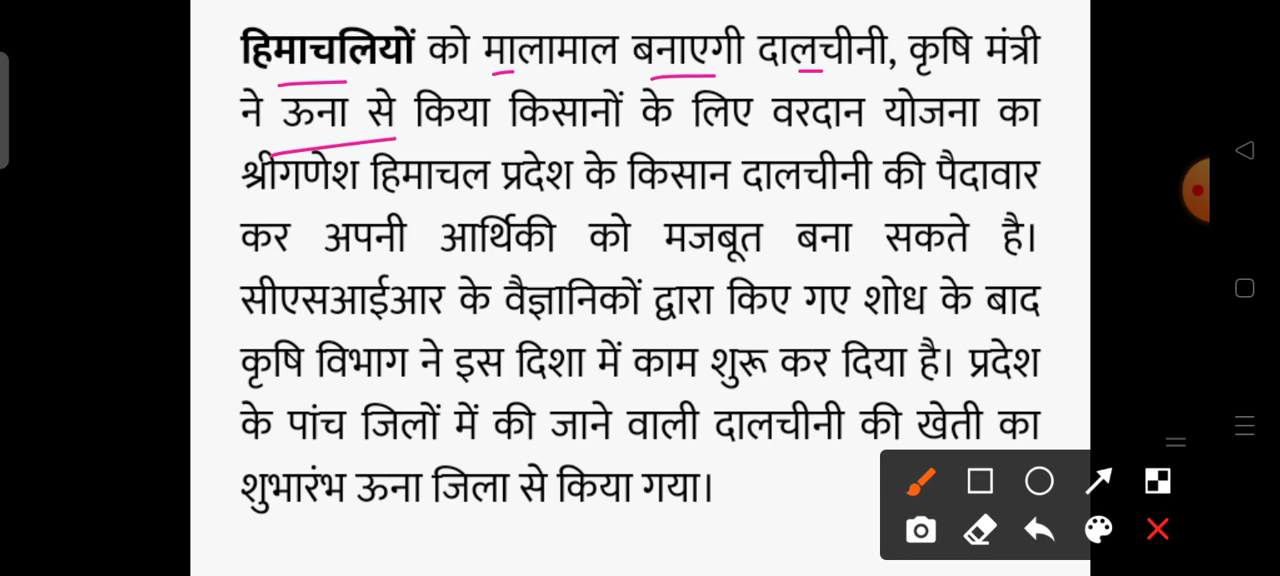 हिमाचलियों को मालामाल बनाएगी दालचीनी, कृषि मंत्री
ने ऊना से किया किसानों के लिए वरदान योजना का
श्रीगणेश हिमाचल प्रदेश के किसान दालचीनी की पैदावार
कर अपनी आर्थिकी को मजबूत बना सकते है।
सीएसआईआर के वैज्ञानिकों द्वारा किए गए शोध के बाद
कृषि विभाग ने इस दिशा में काम शुरू कर दिया है। प्रदेश
के पांच जिलों में की जाने वाली दालचीनी की खेती का
शुभारंभ ऊना जिला से किया गया।